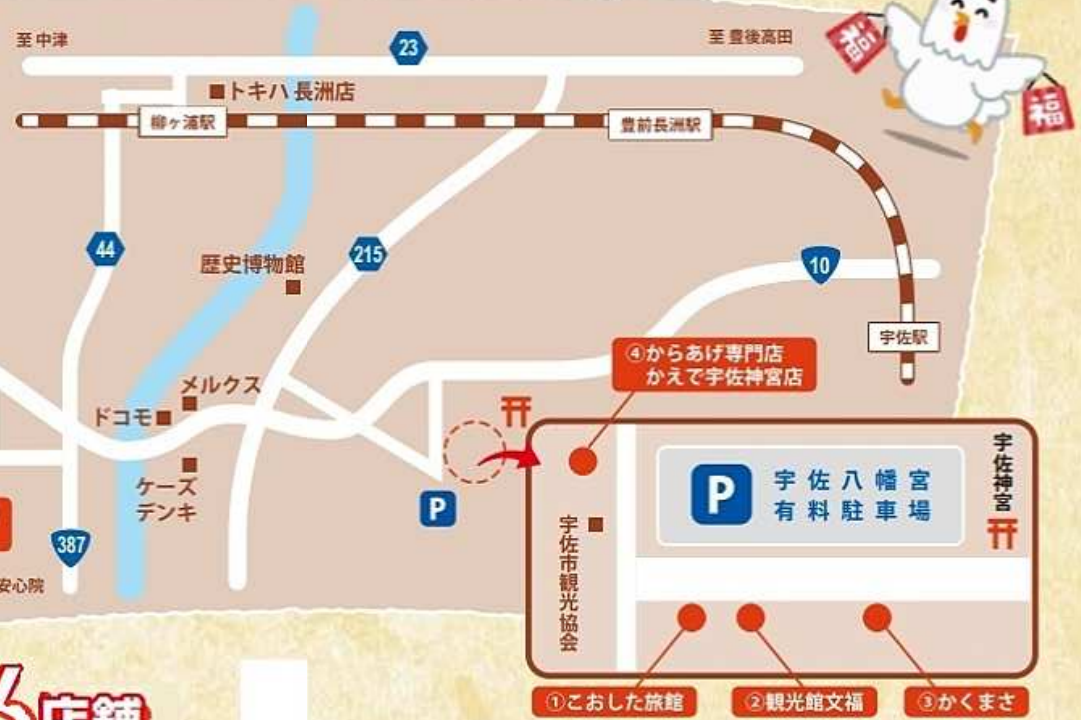 至 中津
23
至 豊後高田
福
福
トキハ 長洲店
柳ヶ浦駅
豊前長洲駅
44
215
歴史博物館
10
宇佐駅
④からあげ専門店
かえで宇佐神宮店
メルクス
ドコモ
ケーズ
デンキ
P
387
安心院
P
宇佐八幡宮
有料駐車場
宇佐神宮
宇佐市観光協会
①こおした旅館
②観光館文福
③かくまさ
店舗